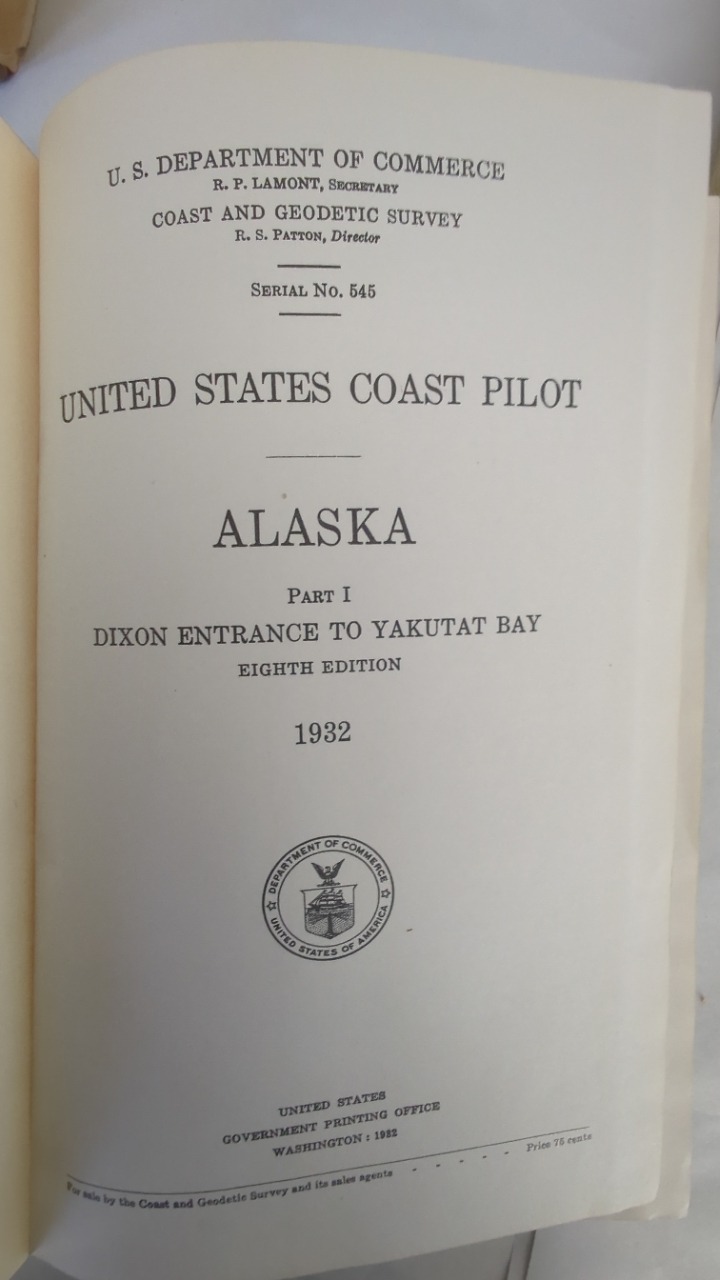 U. S. DEPARTMENT OF COMMERCE
R. P. LAMONT, SECRETARY
COAST AND GEODETIC SURVEY
R. S. PATTON, Director
SERIAL NO. 545
UNITED STATES COAST PILOT
ALASKA
PART I
DIXON ENTRANCE TO YAKUTAT BAY
EIGHTH EDITION
1932
DEPARTMENT OF COMMERCE
UNITED STATES OF AMERICA
UNITED STATES
GOVERNMENT PRINTING OFFICE
WASHINGTON : 1932
For sale by the Coast and Geodetic Survey and its sales agents - - - - - Price 75 cents